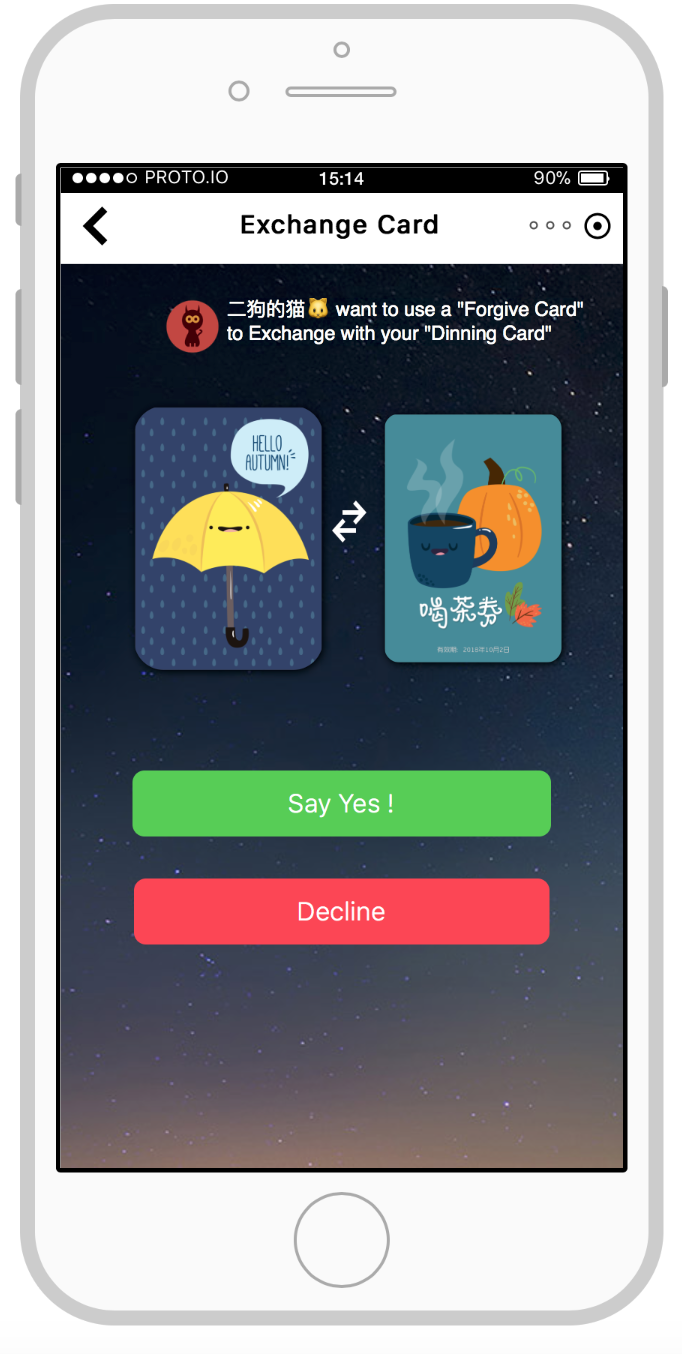 PROTO.IO 15:14 90%
Exchange Card
二狗的猫🐱 want to use a "Forgive Card"
to Exchange with your "Dinning Card"
HELLO
AUTUMN!
喝茶券
有效期：2018年10月2日
Say Yes !
Decline